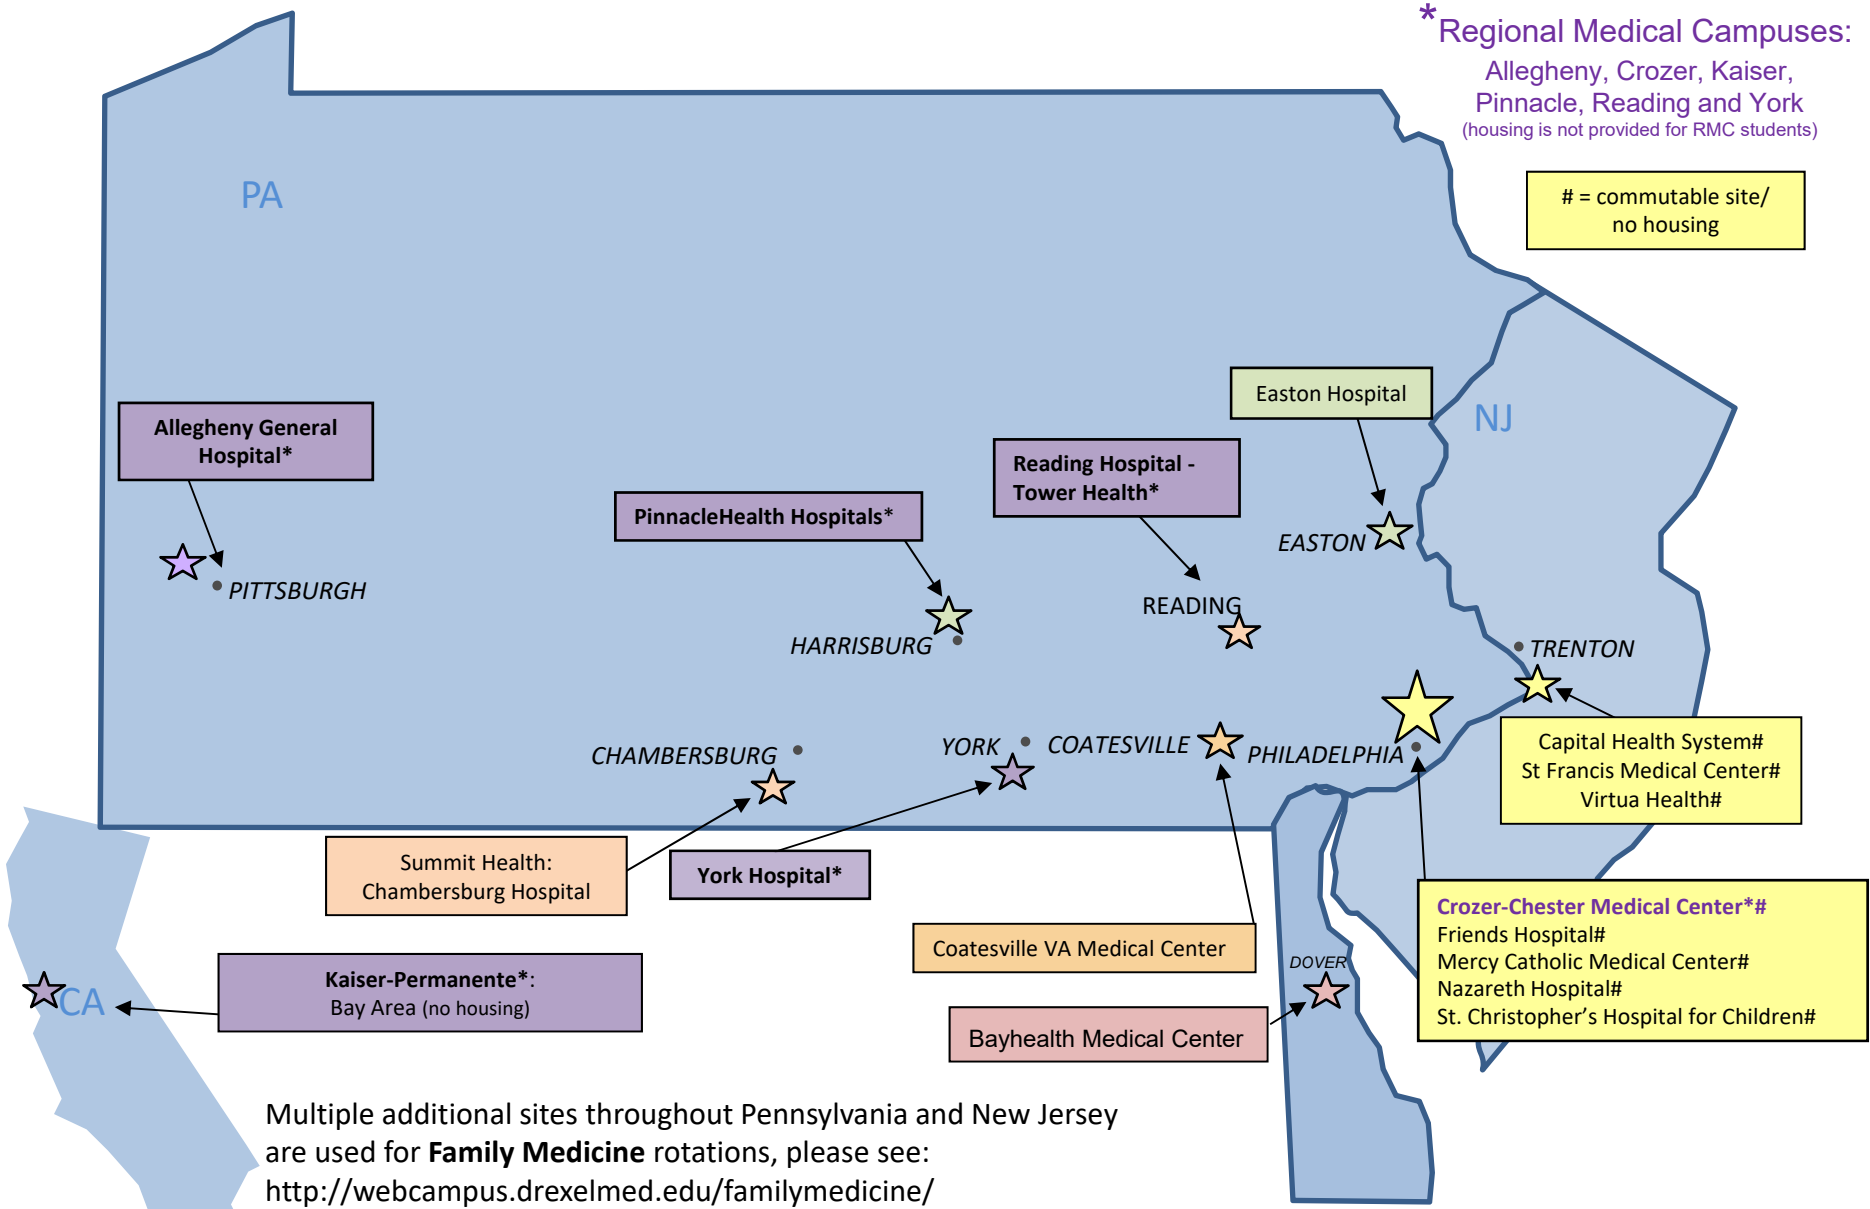 *Regional Medical Campuses:
Allegheny, Crozer, Kaiser,
Pinnacle, Reading and York
(housing is not provided for RMC students)
PA
# = commutable site/
no housing
Easton Hospital
NJ
Allegheny General
Hospital*
Reading Hospital -
Tower Health*
PinnacleHealth Hospitals*
EASTON
PITTSBURGH
READING
HARRISBURG
TRENTON
CHAMBERSBURG
YORK
COATESVILLE
PHILADELPHIA
Capital Health System#
St Francis Medical Center#
Virtua Health#
Summit Health:
Chambersburg Hospital
York Hospital*
Crozer-Chester Medical Center*#
Friends Hospital#
Mercy Catholic Medical Center#
Nazareth Hospital#
St. Christopher’s Hospital for Children#
Coatesville VA Medical Center
DOVER
Kaiser-Permanente*:
Bay Area (no housing)
CA
Bayhealth Medical Center
Multiple additional sites throughout Pennsylvania and New Jersey
are used for Family Medicine rotations, please see:
http://webcampus.drexelmed.edu/familymedicine/